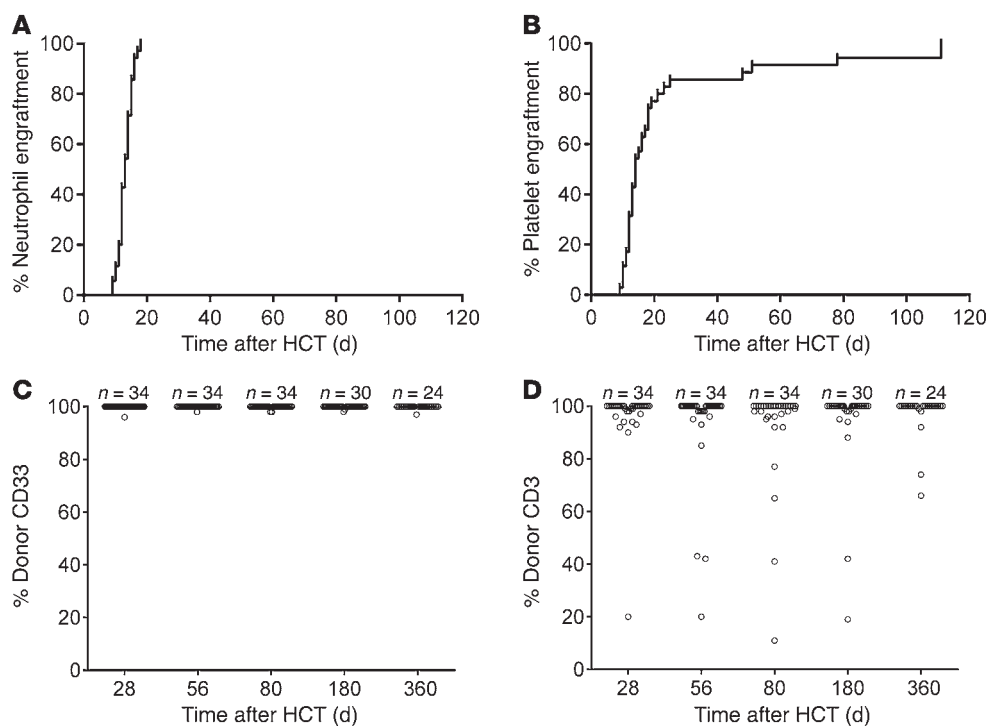 A
% Neutrophil engraftment
100
80
60
40
20
0
0 20 40 60 80 100 120
Time after HCT (d)
B
% Platelet engraftment
100
80
60
40
20
0
0 20 40 60 80 100 120
Time after HCT (d)
C
n = 34 n = 34 n = 34 n = 30 n = 24
% Donor CD33
100
80
60
40
20
0
28 56 80 180 360
Time after HCT (d)
D
n = 34 n = 34 n = 34 n = 30 n = 24
% Donor CD3
100
80
60
40
20
0
28 56 80 180 360
Time after HCT (d)